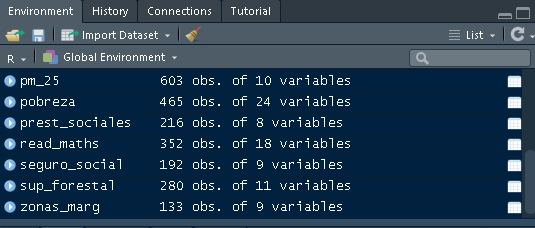 Environment History Connections Tutorial
Import Dataset List
R Global Environment
pm_25 603 obs. of 10 variables
pobreza 465 obs. of 24 variables
prest_sociales 216 obs. of 8 variables
read_maths 352 obs. of 18 variables
seguro_social 192 obs. of 9 variables
sup_forestal 280 obs. of 11 variables
zonas_marg 133 obs. of 9 variables